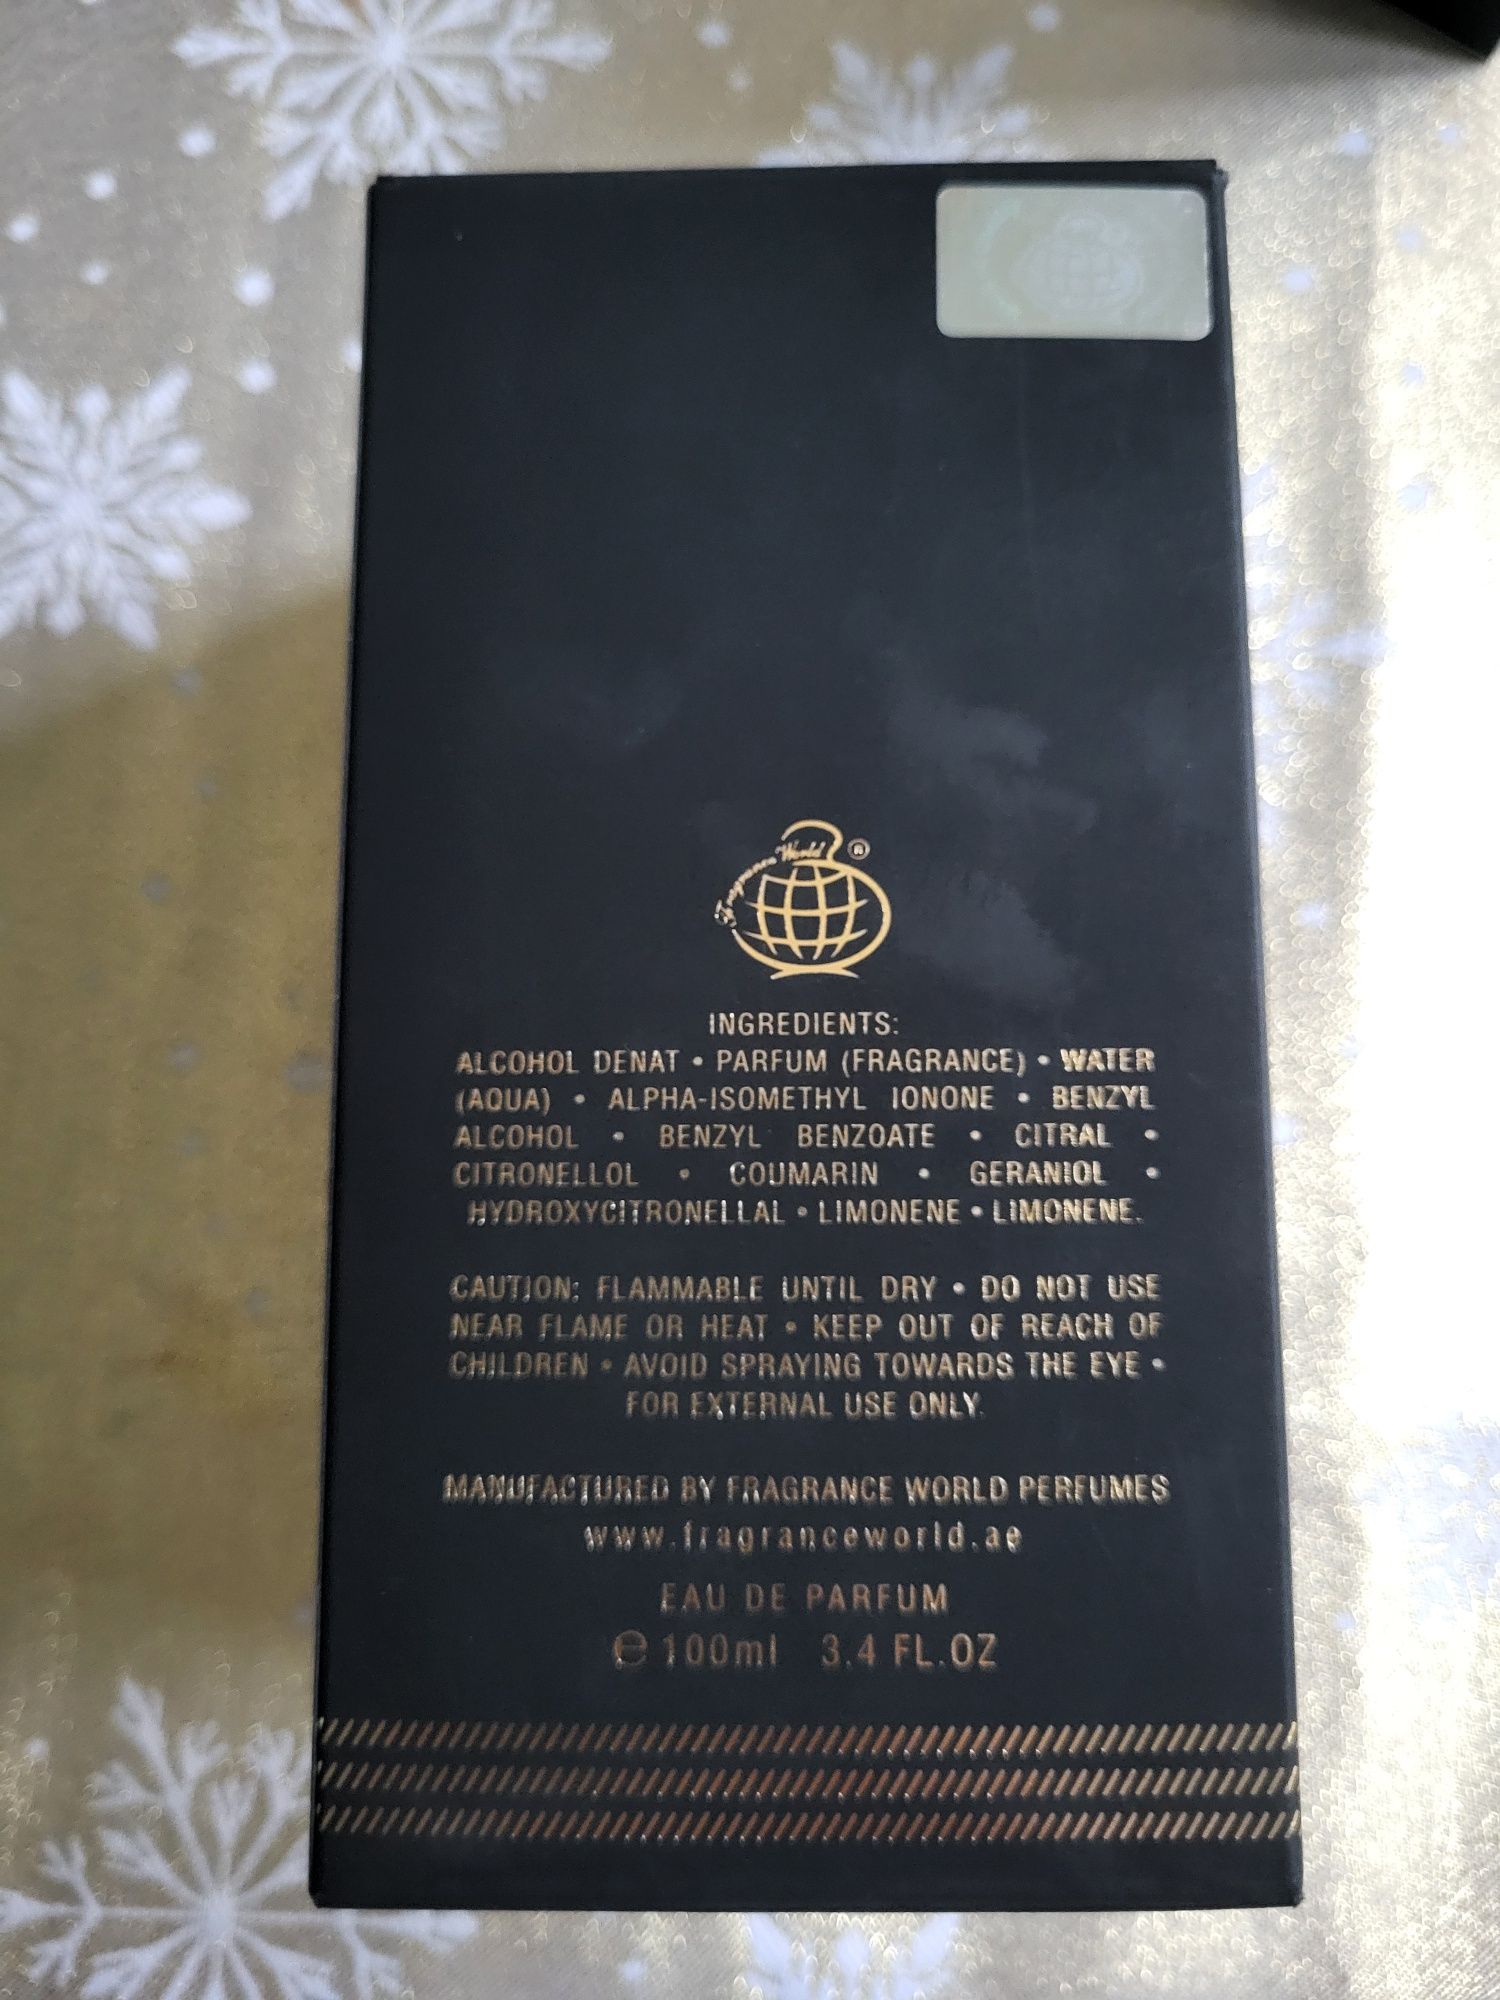 Fragrance World ®
INGREDIENTS:
ALCOHOL DENAT • PARFUM (FRAGRANCE) • WATER
(AQUA) • ALPHA-ISOMETHYL IONONE • BENZYL
ALCOHOL • BENZYL BENZOATE • CITRAL •
CITRONELLOL • COUMARIN • GERANIOL •
HYDROXYCITRONELLAL • LIMONENE • LIMONENE.
CAUTION: FLAMMABLE UNTIL DRY • DO NOT USE
NEAR FLAME OR HEAT • KEEP OUT OF REACH OF
CHILDREN • AVOID SPRAYING TOWARDS THE EYE •
FOR EXTERNAL USE ONLY.
MANUFACTURED BY FRAGRANCE WORLD PERFUMES
www.fragranceworld.ae
EAU DE PARFUM
℮ 100ml 3.4 FL.OZ